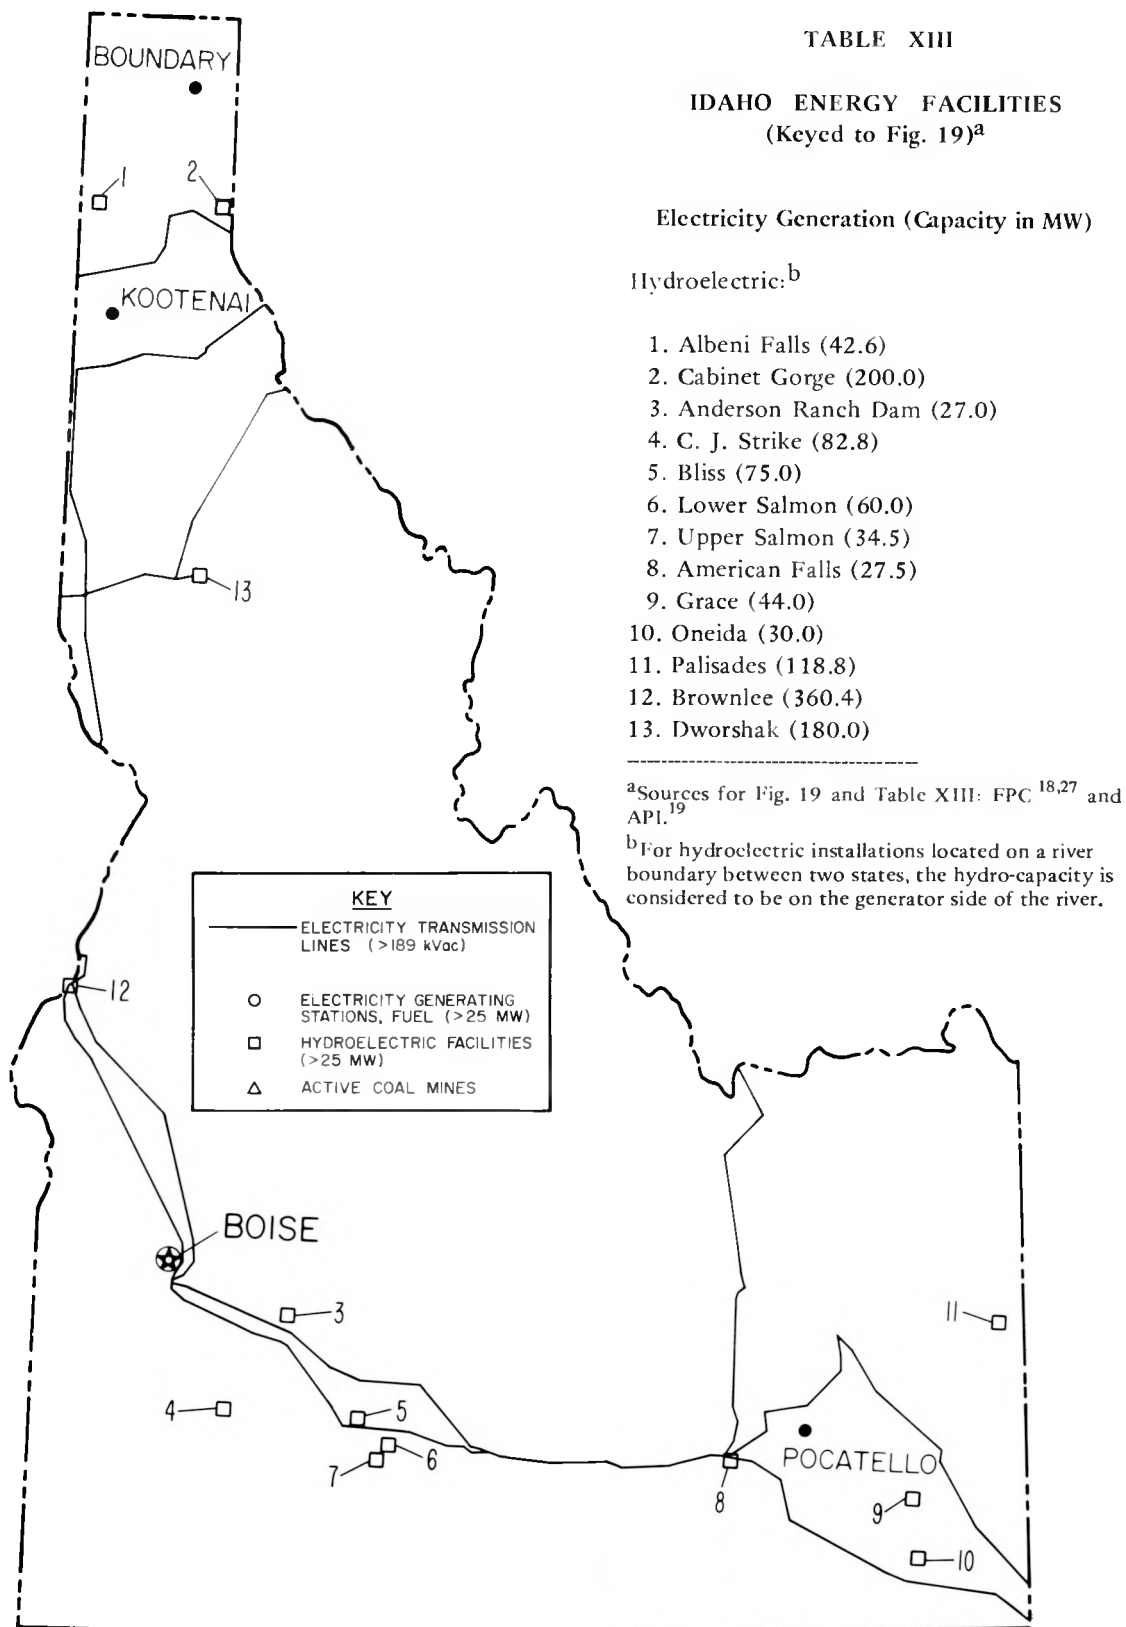 TABLE XIII
IDAHO ENERGY FACILITIES
(Keyed to Fig. 19)a
Electricity Generation (Capacity in MW)
Hydroelectric:b
1. Albeni Falls (42.6)
2. Cabinet Gorge (200.0)
3. Anderson Ranch Dam (27.0)
4. C. J. Strike (82.8)
5. Bliss (75.0)
6. Lower Salmon (60.0)
7. Upper Salmon (34.5)
8. American Falls (27.5)
9. Grace (44.0)
10. Oneida (30.0)
11. Palisades (118.8)
12. Brownlee (360.4)
13. Dworshak (180.0)
aSources for Fig. 19 and Table XIII: FPC 18,27 and
API.19
bFor hydroelectric installations located on a river
boundary between two states, the hydro-capacity is
considered to be on the generator side of the river.
BOUNDARY
1
2
KOOTENAI
13
KEY
ELECTRICITY TRANSMISSION
LINES (>189 kVac)
ELECTRICITY GENERATING
STATIONS, FUEL (>25 MW)
HYDROELECTRIC FACILITIES
(>25 MW)
ACTIVE COAL MINES
12
BOISE
3
11
4
5
6
7
POCATELLO
8
9
10